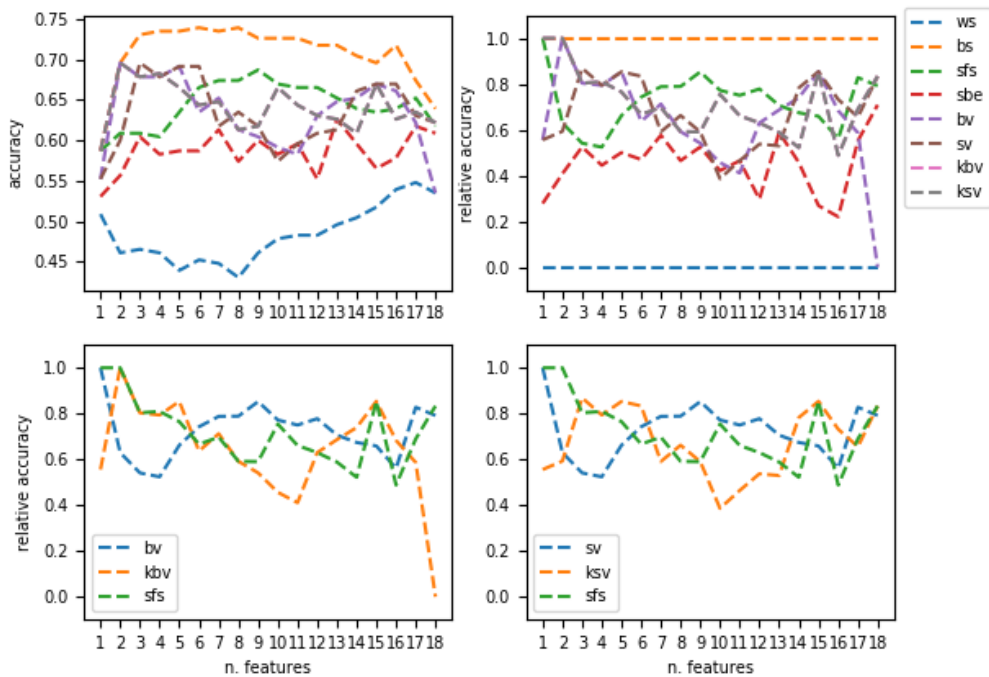 accuracy
0.75
0.70
0.65
0.60
0.55
0.50
0.45
1 2 3 4 5 6 7 8 9 10 11 12 13 14 15 16 17 18
relative accuracy
1.0
0.8
0.6
0.4
0.2
0.0
1 2 3 4 5 6 7 8 9 10 11 12 13 14 15 16 17 18
ws
bs
sfs
sbe
bv
sv
kbv
ksv
relative accuracy
1.0
0.8
0.6
0.4
0.2
0.0
bv
kbv
sfs
1 2 3 4 5 6 7 8 9 10 11 12 13 14 15 16 17 18
n. features
1.0
0.8
0.6
0.4
0.2
0.0
sv
ksv
sfs
1 2 3 4 5 6 7 8 9 10 11 12 13 14 15 16 17 18
n. features